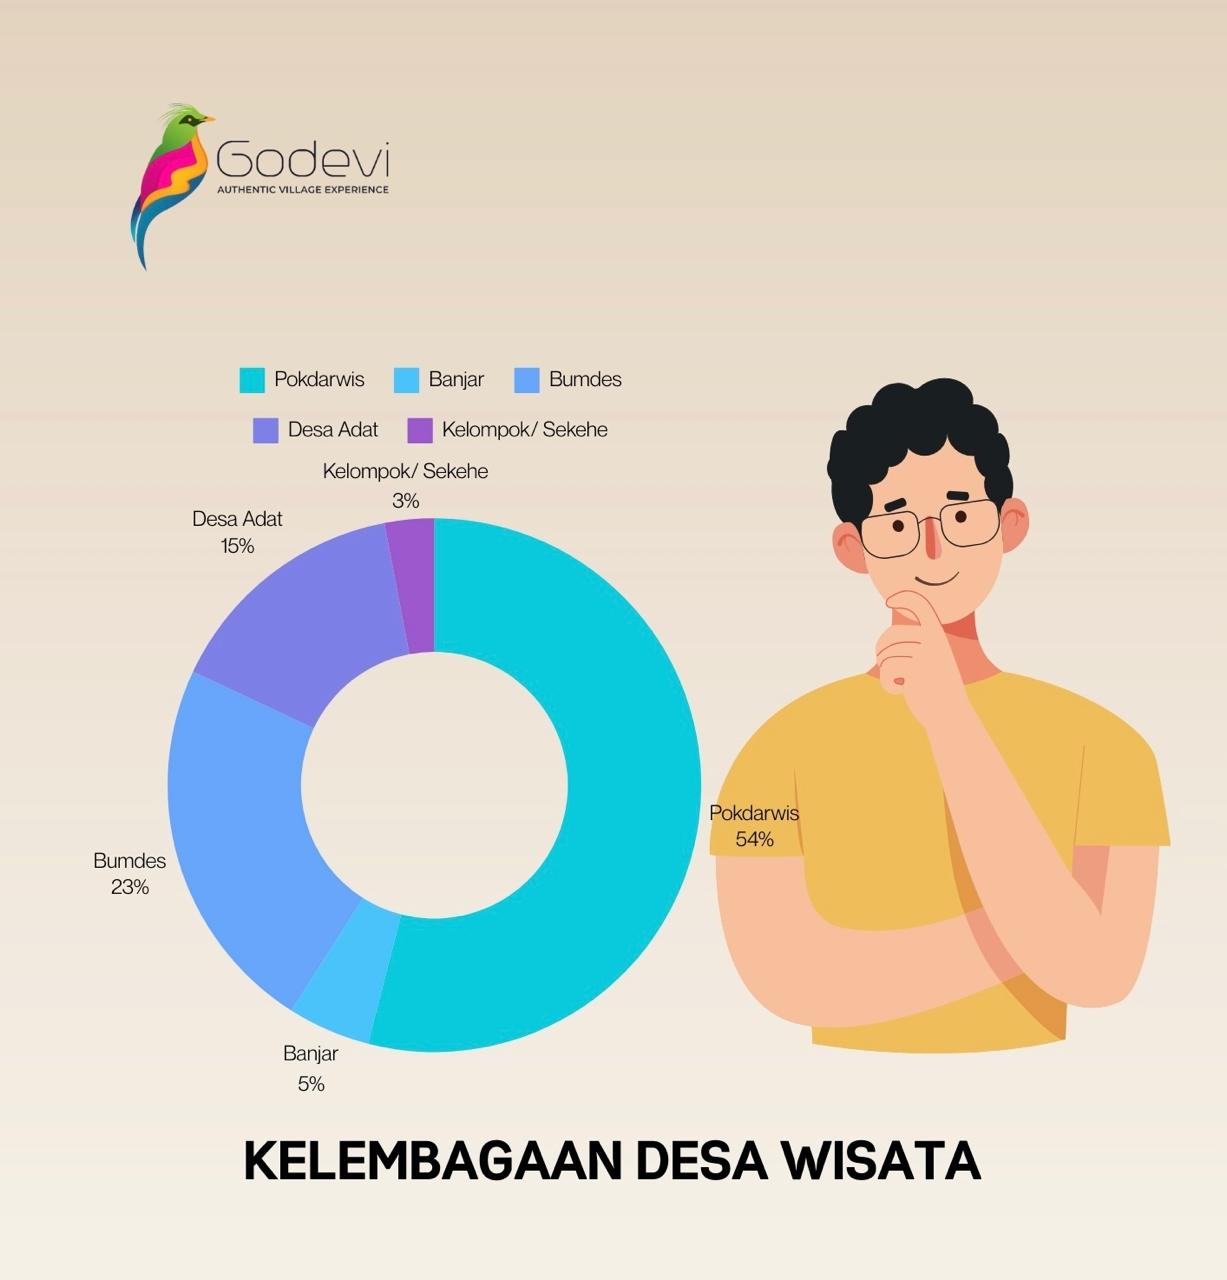 Godevi
AUTHENTIC VILLAGE EXPERIENCE
Pokdarwis Banjar Bumdes
Desa Adat Kelompok/ Sekehe
Kelompok/ Sekehe
3%
Desa Adat
15%
Pokdarwis
54%
Bumdes
23%
Banjar
5%
KELEMBAGAAN DESA WISATA